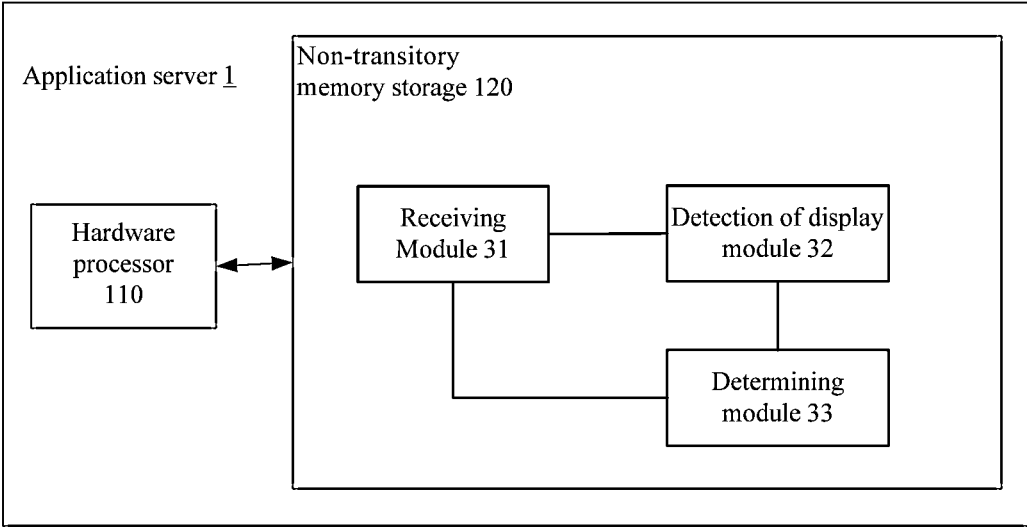 Application server 1
Non-transitory
memory storage 120
Hardware
processor
110
Receiving
Module 31
Detection of display
module 32
Determining
module 33